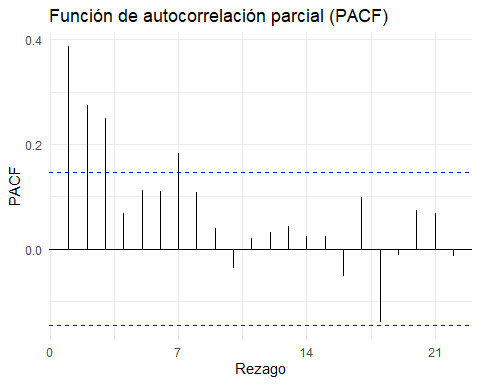 Función de autocorrelación parcial (PACF)
0.4
0.2
0.0
PACF
0
7
14
21
Rezago